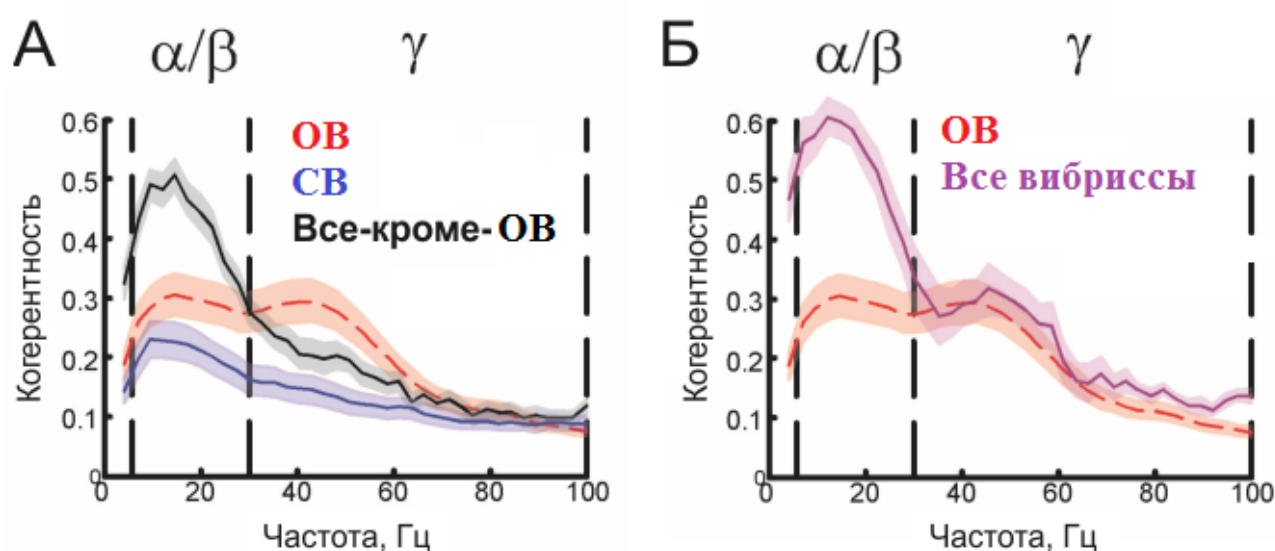 А
α/β
γ
0.6
0.5
0.4
0.3
0.2
0.1
0
Когерентность
ОВ
СВ
Все-кроме-ОВ
0
20
40
60
80
100
Частота, Гц
Б
α/β
γ
0.6
0.5
0.4
0.3
0.2
0.1
0
Когерентность
ОВ
Все вибриссы
0
20
40
60
80
100
Частота, Гц